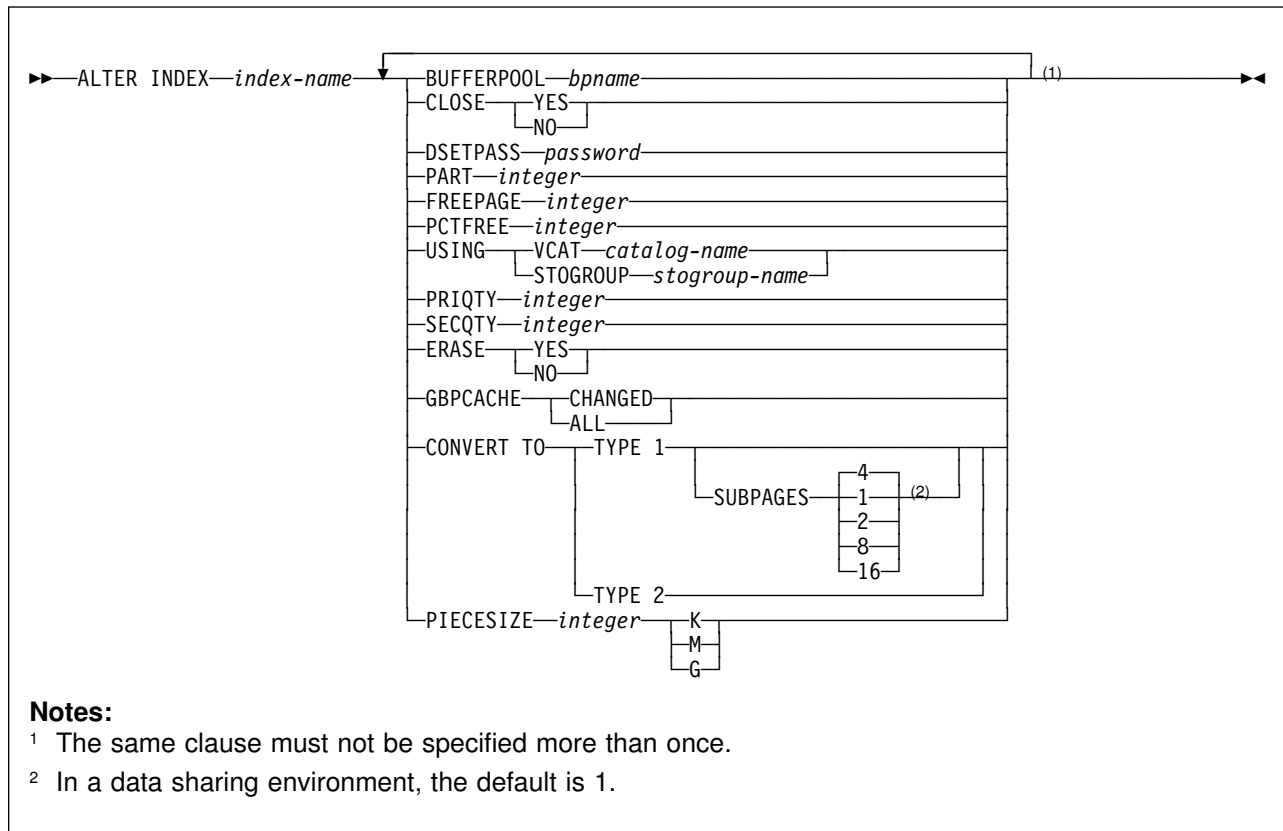 ALTER INDEX index-name BUFFERPOOL bpname (1)
CLOSE YES
NO
DSETPASS password
PART integer
FREEPAGE integer
PCTFREE integer
USING VCAT catalog-name
STOGROUP stogroup-name
PRIQTY integer
SECQTY integer
ERASE YES
NO
GBPCACHE CHANGED
ALL
CONVERT TO TYPE 1
4
SUBPAGES 1 (2)
2
8
16
TYPE 2
PIECESIZE integer K
M
G
Notes:
1 The same clause must not be specified more than once.
2 In a data sharing environment, the default is 1.